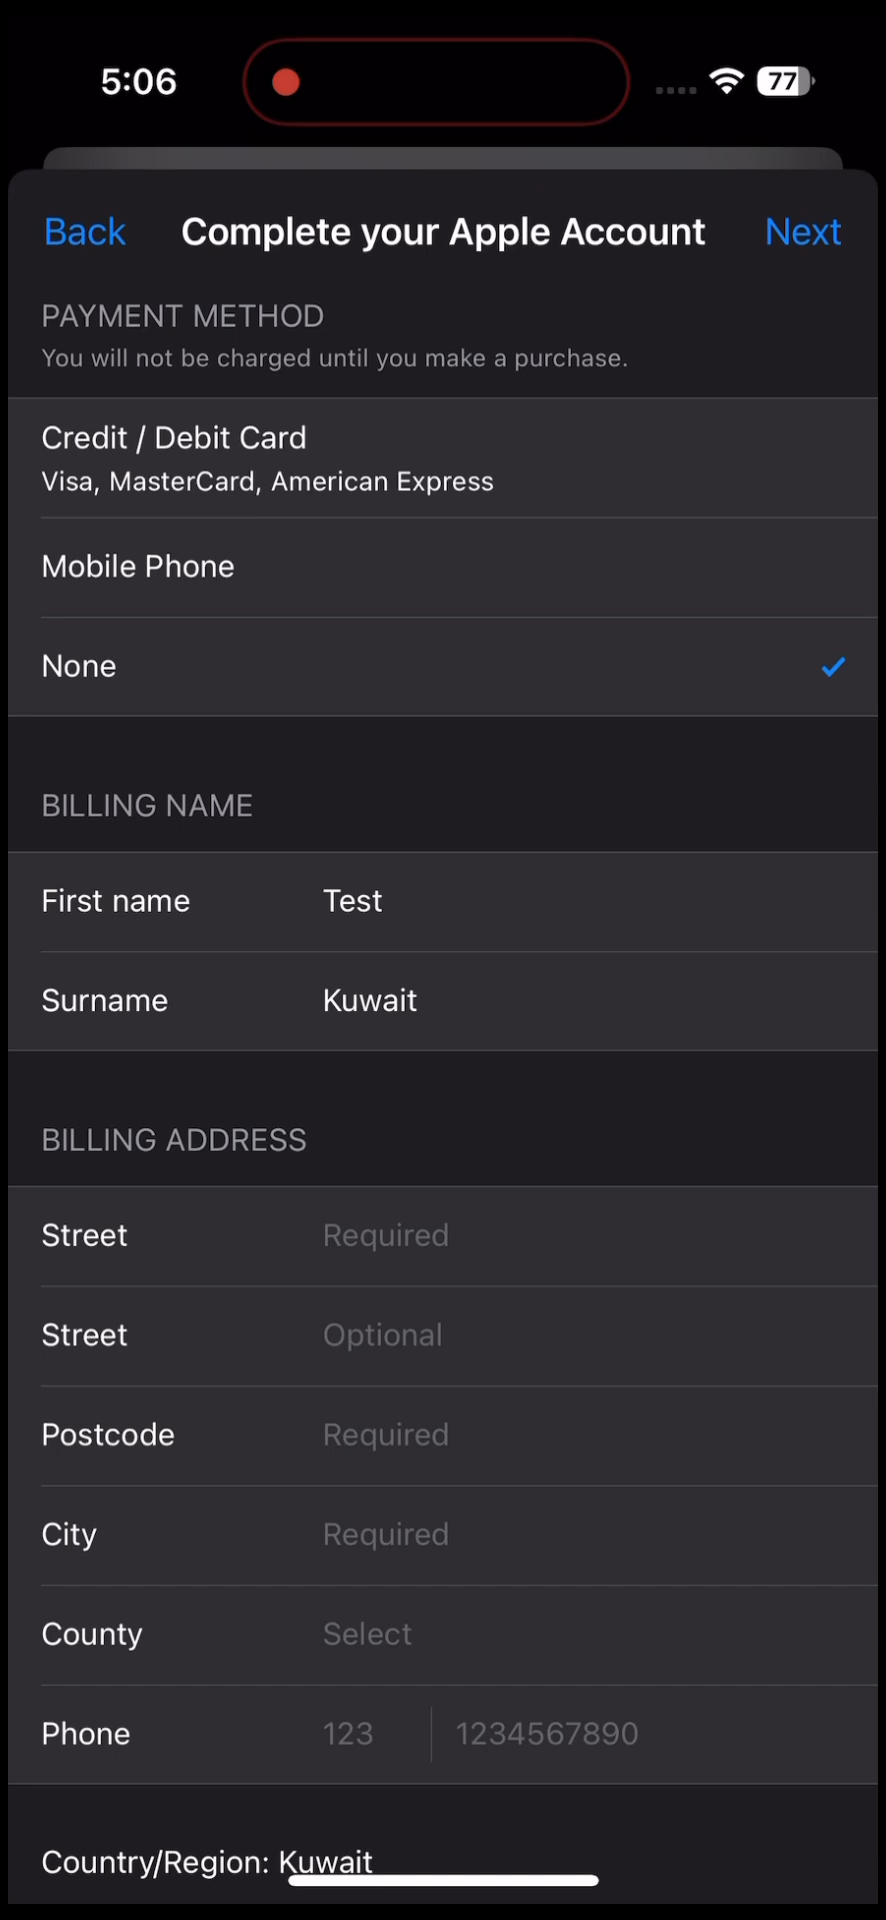 5:06
77
Back Complete your Apple Account Next
PAYMENT METHOD
You will not be charged until you make a purchase.
Credit / Debit Card
Visa, MasterCard, American Express
Mobile Phone
None
BILLING NAME
First name Test
Surname Kuwait
BILLING ADDRESS
Street Required
Street Optional
Postcode Required
City Required
County Select
Phone 123 1234567890
Country/Region: Kuwait